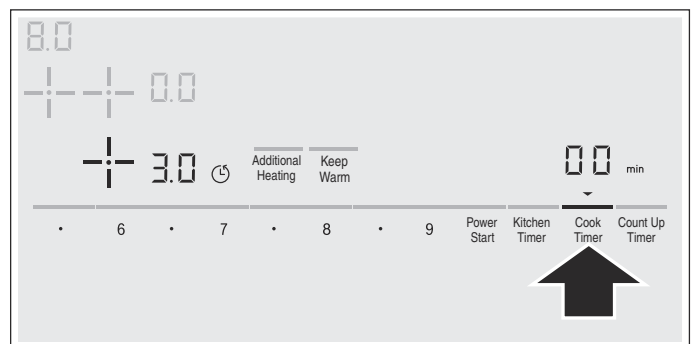 8.0
0.0
3.0 Additional Heating Keep Warm 00 min
· 6 · 7 · 8 · 9 Power Start Kitchen Timer Cook Timer Count Up Timer